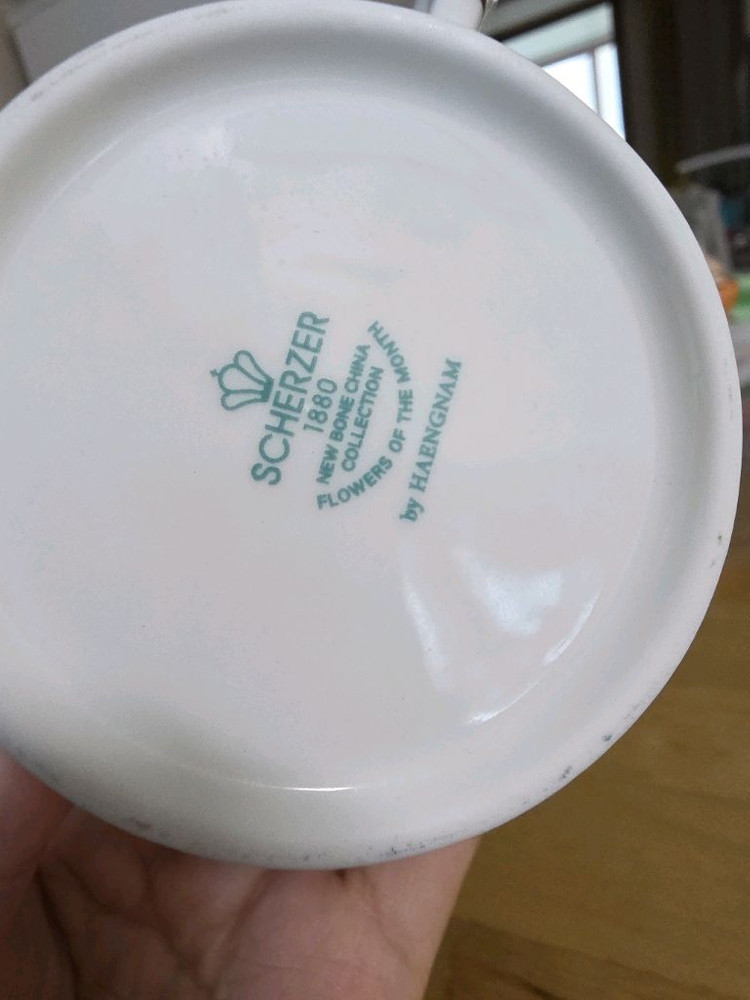 SCHERZER
1880
NEW BONE CHINA
COLLECTION
FLOWERS OF THE MONTH
by HAENGNAM